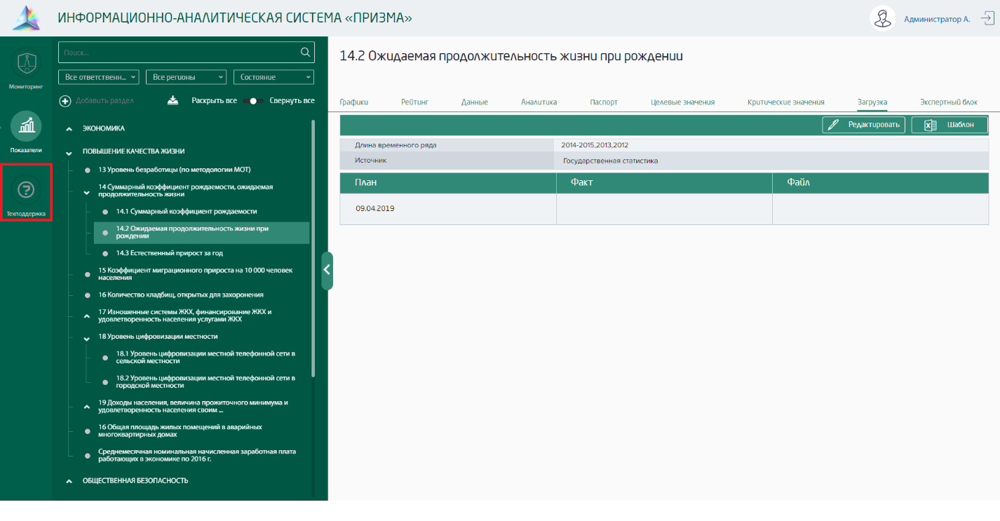 ИНФОРМАЦИОННО-АНАЛИТИЧЕСКАЯ СИСТЕМА «ПРИЗМА»
Администратор А.
Мониторинг
Показатели
Техподдержка
Поиск...
Все ответственн...
Все регионы
Состояние
Добавить раздел
Раскрыть все
Свернуть все
ЭКОНОМИКА
ПОВЫШЕНИЕ КАЧЕСТВА ЖИЗНИ
13 Уровень безработицы (по методологии МОТ)
14 Суммарный коэффициент рождаемости, ожидаемая
продолжительность жизни
14.1 Суммарный коэффициент рождаемости
14.2 Ожидаемая продолжительность жизни при
рождении
14.3 Естественный прирост за год
15 Коэффициент миграционного прироста на 10 000 человек
населения
16 Количество кладбищ, открытых для захоронения
17 Изношенные системы ЖКХ, финансирование ЖКХ и
удовлетворенность населения услугами ЖКХ
18 Уровень цифровизации местности
18.1 Уровень цифровизации местной телефонной сети в
сельской местности
18.2 Уровень цифровизации местной телефонной сети в
городской местности
19 Доходы населения, величина прожиточного минимума и
удовлетворенность населения своим ...
16 Общая площадь жилых помещений в аварийных
многоквартирных домах
Среднемесячная номинальная начисленная заработная плата
работающих в экономике по 2016 г.
ОБЩЕСТВЕННАЯ БЕЗОПАСНОСТЬ
14.2 Ожидаемая продолжительность жизни при рождении
Графики
Рейтинг
Данные
Аналитика
Паспорт
Целевые значения
Критические значения
Загрузка
Экспертный блок
Редактировать
Шаблон
Длина временного ряда
2014-2015,2013,2012
Источник
Государственная статистика
План
Факт
Файл
09.04.2019